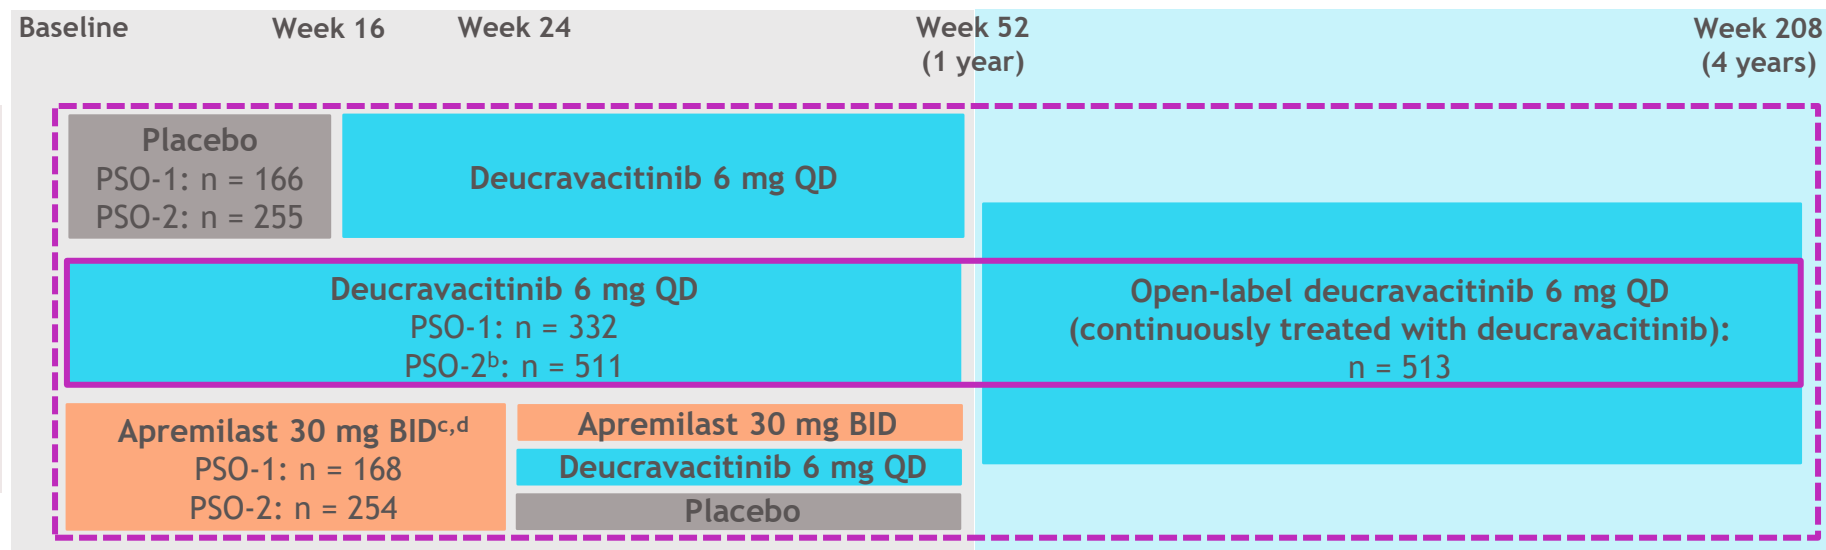 Baseline
Week 16
Week 24
Week 52
(1 year)
Week 208
(4 years)
Placebo
PSO-1: n = 166
PSO-2: n = 255
Deucravacitinib 6 mg QD
Deucravacitinib 6 mg QD
PSO-1: n = 332
PSO-2ᵇ: n = 511
Open-label deucravacitinib 6 mg QD
(continuously treated with deucravacitinib):
n = 513
Apremilast 30 mg BIDᶜ,ᵈ
PSO-1: n = 168
PSO-2: n = 254
Apremilast 30 mg BID
Deucravacitinib 6 mg QD
Placebo